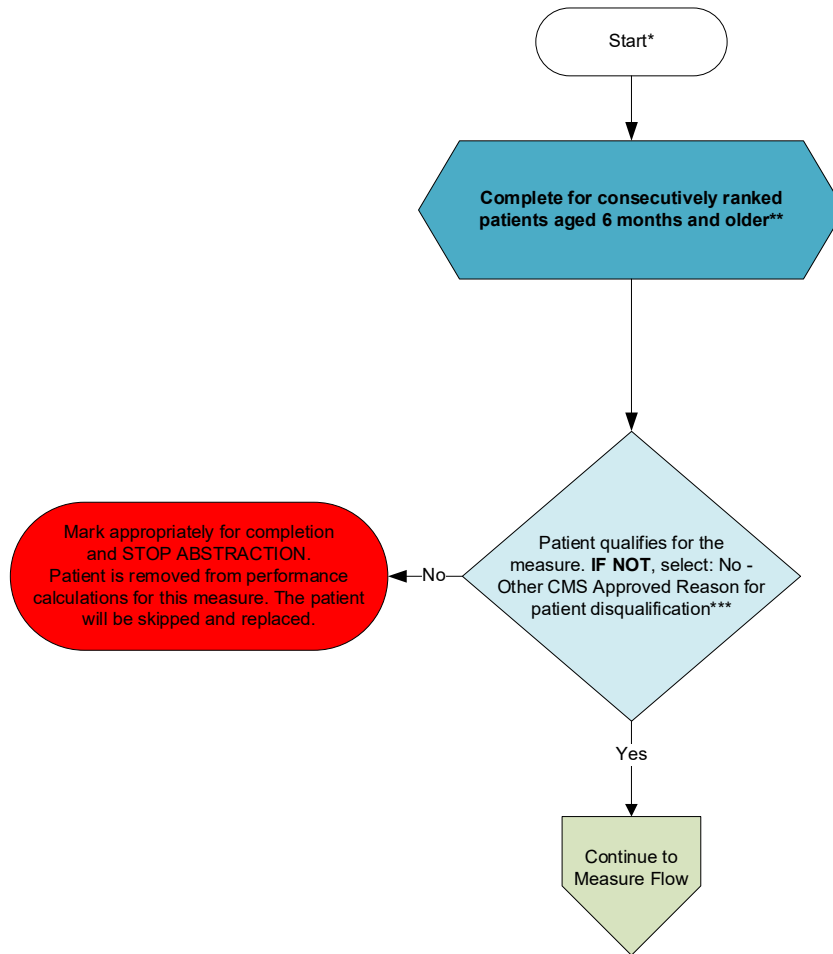 Start*
Complete for consecutively ranked
patients aged 6 months and older**
Patient qualifies for the
measure. IF NOT, select: No -
Other CMS Approved Reason for
patient disqualification***
No
Mark appropriately for completion
and STOP ABSTRACTION.
Patient is removed from performance
calculations for this measure. The patient
will be skipped and replaced.
Yes
Continue to
Measure Flow